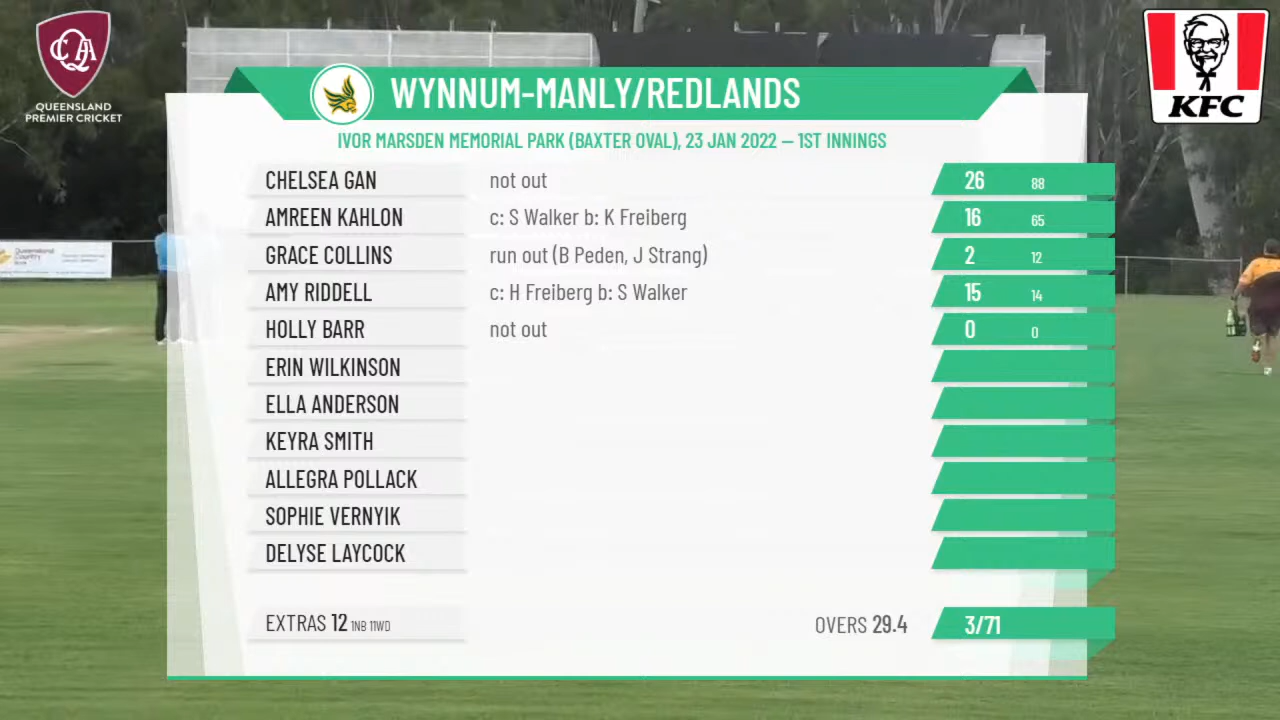 CQA
QUEENSLAND
PREMIER CRICKET
KFC
WYNNUM-MANLY/REDLANDS
IVOR MARSDEN MEMORIAL PARK (BAXTER OVAL), 23 JAN 2022 – 1ST INNINGS
CHELSEA GAN not out 26 88
AMREEN KAHLON c: S Walker b: K Freiberg 16 65
GRACE COLLINS run out (B Peden, J Strang) 2 12
AMY RIDDELL c: H Freiberg b: S Walker 15 14
HOLLY BARR not out 0 0
ERIN WILKINSON
ELLA ANDERSON
KEYRA SMITH
ALLEGRA POLLACK
SOPHIE VERNYIK
DELYSE LAYCOCK
EXTRAS 12 1NB 11WD OVERS 29.4 3/71
Queensland
Country